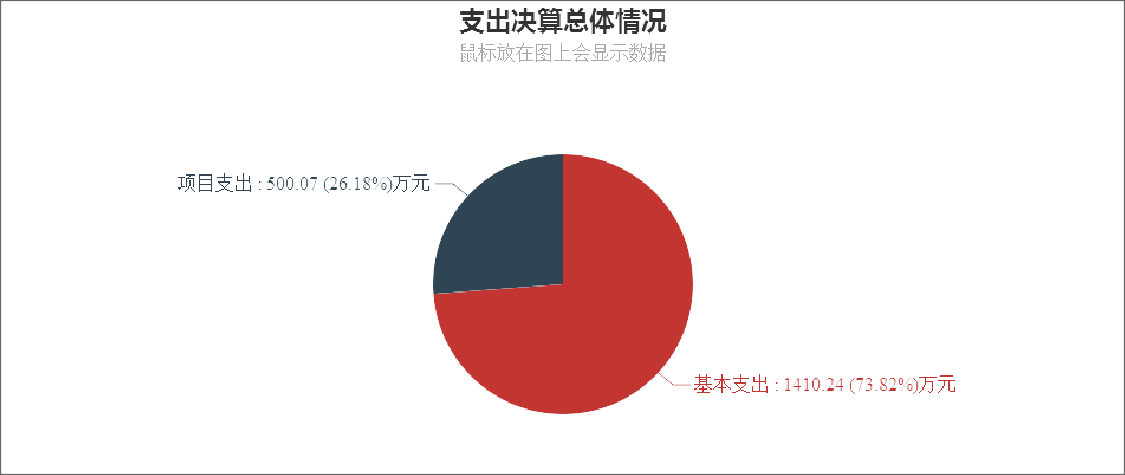 支出决算总体情况
鼠标放在图上会显示数据
项目支出 : 500.07 (26.18%)万元
基本支出 : 1410.24 (73.82%)万元